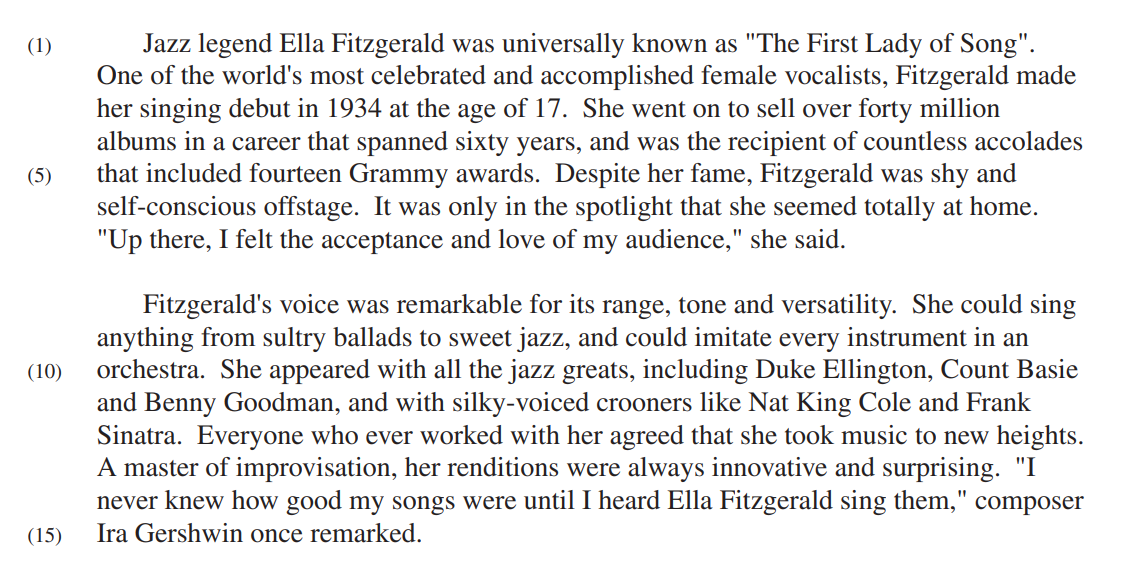 (1) Jazz legend Ella Fitzgerald was universally known as "The First Lady of Song".
One of the world's most celebrated and accomplished female vocalists, Fitzgerald made
her singing debut in 1934 at the age of 17.  She went on to sell over forty million
albums in a career that spanned sixty years, and was the recipient of countless accolades
(5) that included fourteen Grammy awards.  Despite her fame, Fitzgerald was shy and
self-conscious offstage.  It was only in the spotlight that she seemed totally at home.
"Up there, I felt the acceptance and love of my audience," she said.
Fitzgerald's voice was remarkable for its range, tone and versatility.  She could sing
anything from sultry ballads to sweet jazz, and could imitate every instrument in an
(10) orchestra.  She appeared with all the jazz greats, including Duke Ellington, Count Basie
and Benny Goodman, and with silky-voiced crooners like Nat King Cole and Frank
Sinatra.  Everyone who ever worked with her agreed that she took music to new heights.
A master of improvisation, her renditions were always innovative and surprising.  "I
never knew how good my songs were until I heard Ella Fitzgerald sing them," composer
(15) Ira Gershwin once remarked.